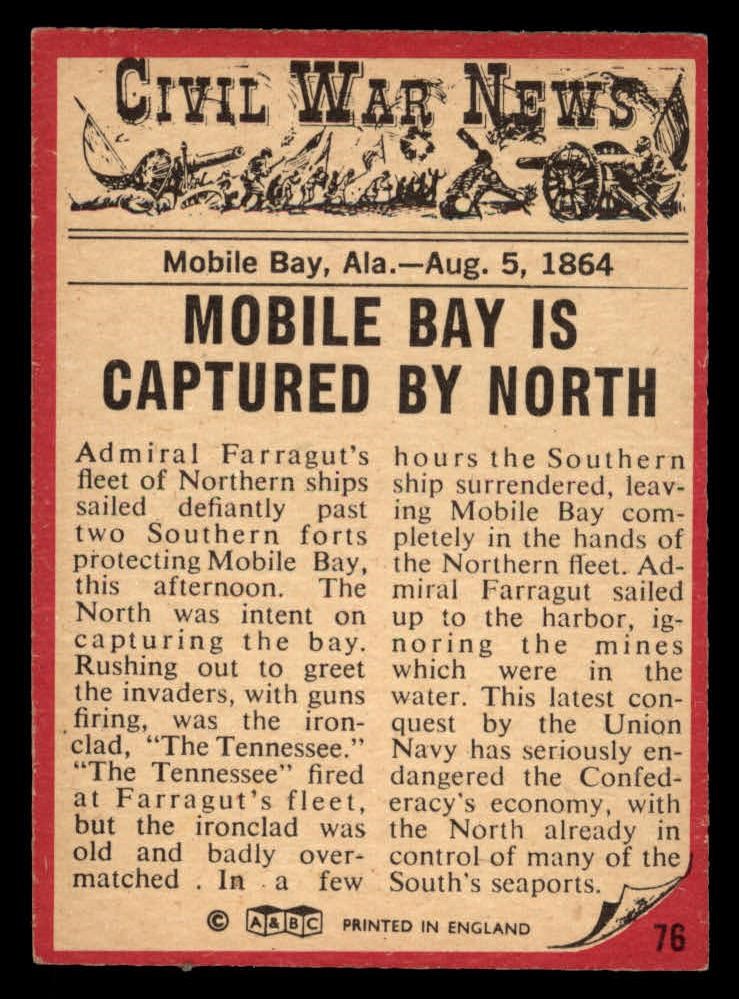 CIVIL WAR NEWS
Mobile Bay, Ala.—Aug. 5, 1864
MOBILE BAY IS
CAPTURED BY NORTH
Admiral Farragut's
fleet of Northern ships
sailed defiantly past
two Southern forts
protecting Mobile Bay,
this afternoon. The
North was intent on
capturing the bay.
Rushing out to greet
the invaders, with guns
firing, was the iron-
clad, "The Tennessee."
"The Tennessee" fired
at Farragut's fleet,
but the ironclad was
old and badly over-
matched . In a few
hours the Southern
ship surrendered, leav-
ing Mobile Bay com-
pletely in the hands of
the Northern fleet. Ad-
miral Farragut sailed
up to the harbor, ig-
noring the mines
which were in the
water. This latest con-
quest by the Union
Navy has seriously en-
dangered the Confed-
eracy's economy, with
the North already in
control of many of the
South's seaports.
© A&BC PRINTED IN ENGLAND
76